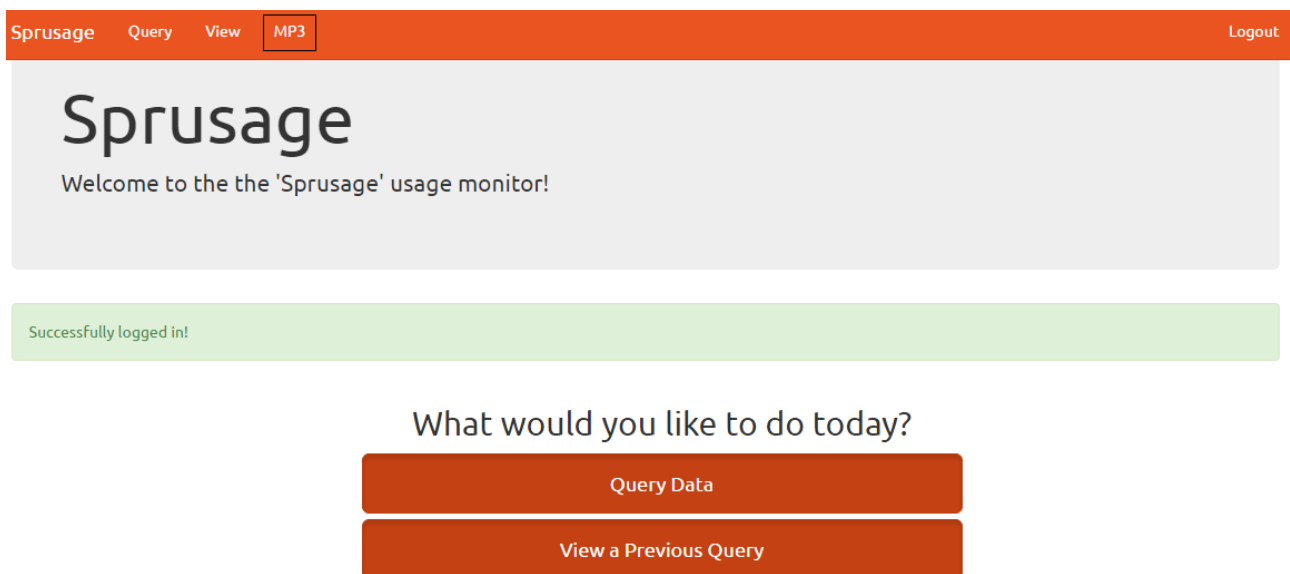 Sprusage Query View MP3 Logout
Sprusage
Welcome to the the 'Sprusage' usage monitor!
Successfully logged in!
What would you like to do today?
Query Data
View a Previous Query